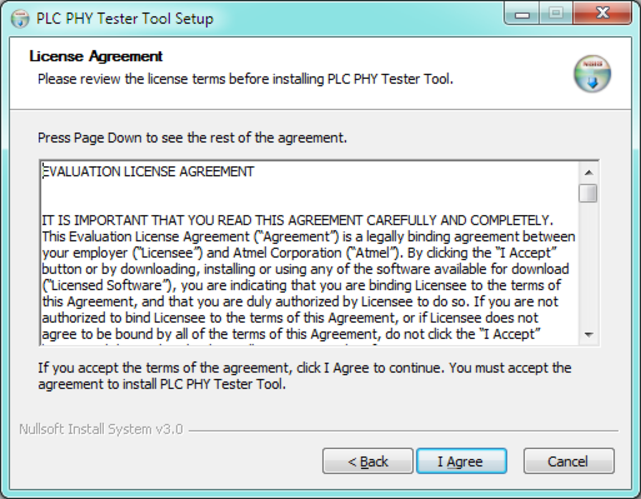 PLC PHY Tester Tool Setup
License Agreement
Please review the license terms before installing PLC PHY Tester Tool.
Press Page Down to see the rest of the agreement.
EVALUATION LICENSE AGREEMENT
IT IS IMPORTANT THAT YOU READ THIS AGREEMENT CAREFULLY AND COMPLETELY.
This Evaluation License Agreement (“Agreement”) is a legally binding agreement between
your employer (“Licensee”) and Atmel Corporation (“Atmel”). By clicking the “I Accept”
button or by downloading, installing or using any of the software available for download
(“Licensed Software”), you are indicating that you are binding Licensee to the terms of
this Agreement, and that you are duly authorized by Licensee to do so. If you are not
authorized to bind Licensee to the terms of this Agreement, or if Licensee does not
agree to be bound by all of the terms of this Agreement, do not click the “I Accept”
If you accept the terms of the agreement, click I Agree to continue. You must accept the
agreement to install PLC PHY Tester Tool.
Nullsoft Install System v3.0
< Back
I Agree
Cancel